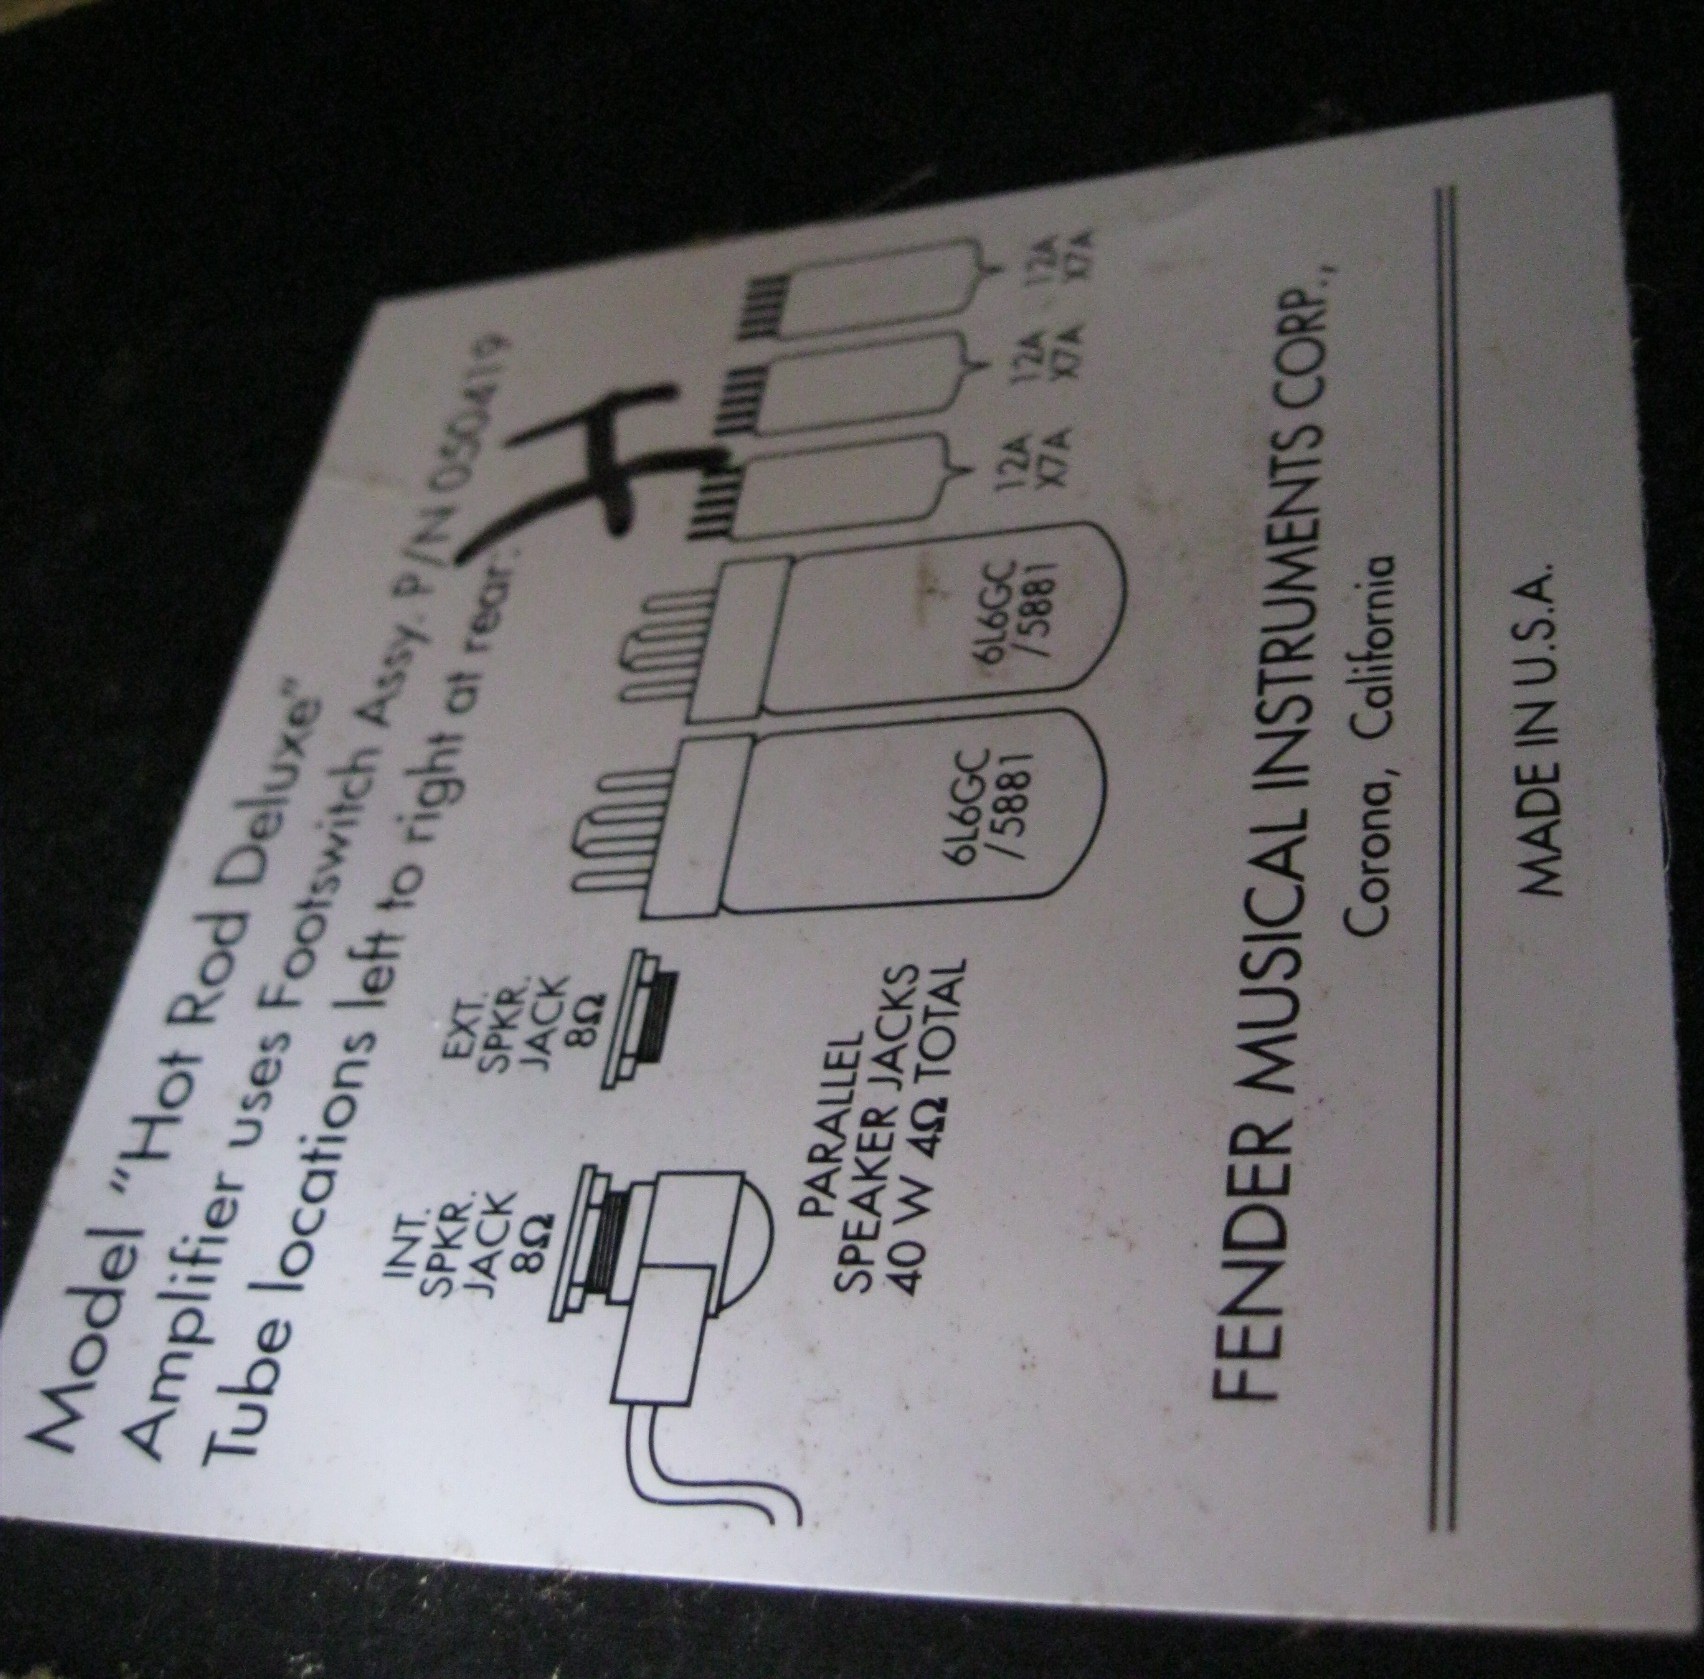 Model "Hot Rod Deluxe"
Amplifier uses Footswitch Assy. P/N 050419
Tube locations left to right at rear:
INT.
SPKR.
JACK
8Ω
EXT.
SPKR.
JACK
8Ω
PARALLEL
SPEAKER JACKS
40 W 4Ω TOTAL
6L6GC
/5881
6L6GC
/5881
12A
X7A
12A
X7A
12A
X7A
FENDER MUSICAL INSTRUMENTS CORP.,
Corona, California
MADE IN U.S.A.